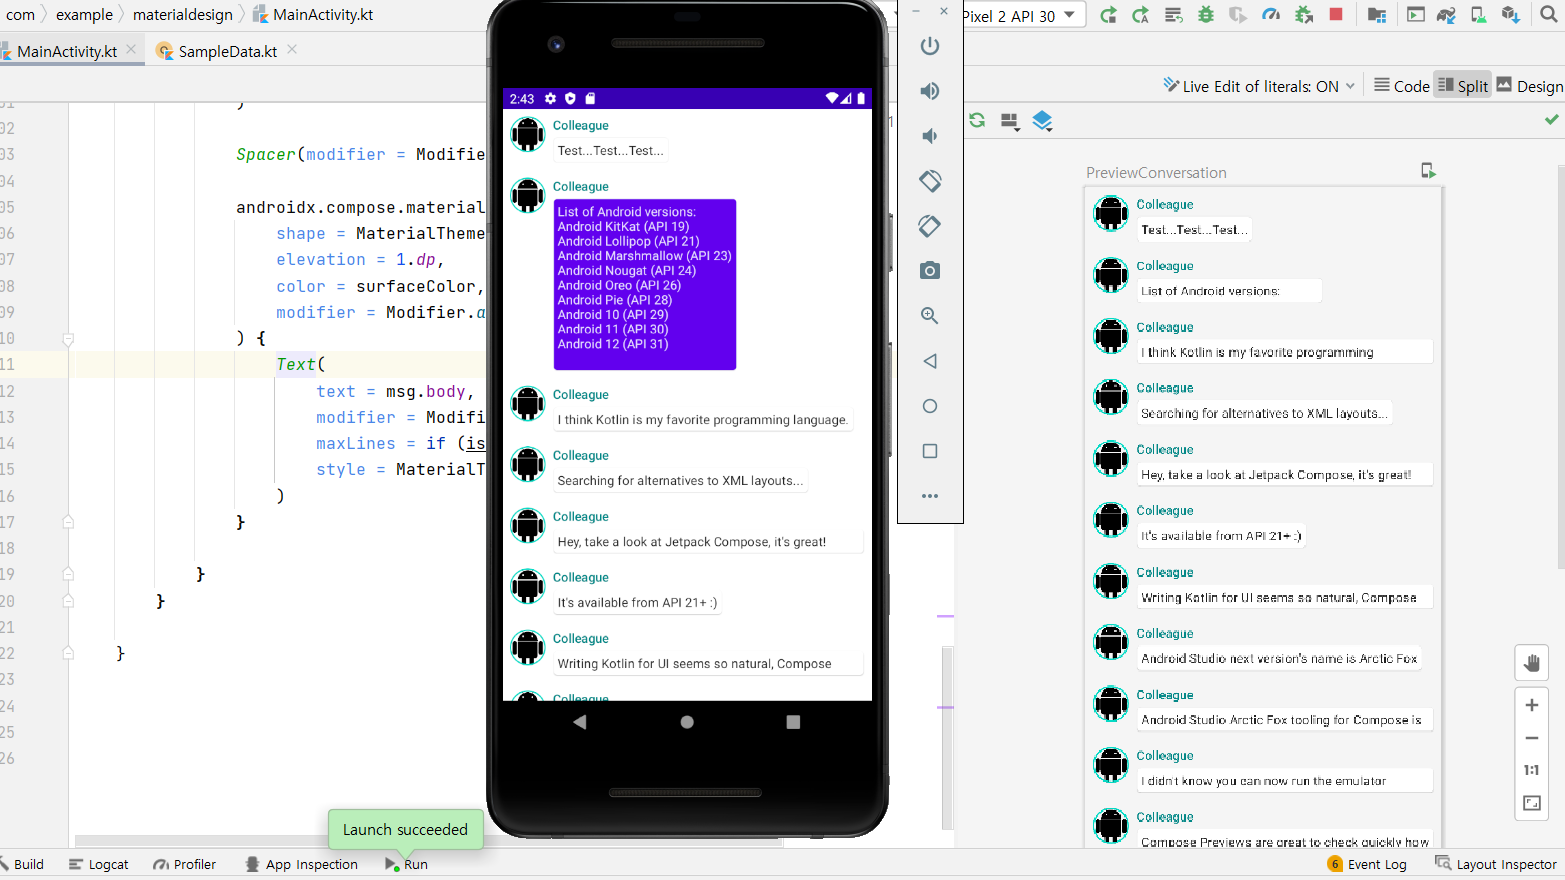 com
example
materialdesign
MainActivity.kt
Pixel 2 API 30
MainActivity.kt
SampleData.kt
Live Edit of literals: ON
Code
Split
Design
02
03
Spacer(modifier = Modifie
04
05
androidx.compose.material
06
shape = MaterialTheme
07
elevation = 1.dp,
08
color = surfaceColor,
09
modifier = Modifier.a
10
) {
11
Text(
12
text = msg.body,
13
modifier = Modifi
14
maxLines = if (is
15
style = MaterialT
16
)
17
}
18
19
}
20
}
21
22
}
23
24
25
26
2:43
Colleague
Test...Test...Test...
Colleague
List of Android versions:
Android KitKat (API 19)
Android Lollipop (API 21)
Android Marshmallow (API 23)
Android Nougat (API 24)
Android Oreo (API 26)
Android Pie (API 28)
Android 10 (API 29)
Android 11 (API 30)
Android 12 (API 31)
Colleague
I think Kotlin is my favorite programming language.
Colleague
Searching for alternatives to XML layouts...
Colleague
Hey, take a look at Jetpack Compose, it's great!
Colleague
It's available from API 21+ :)
Colleague
Writing Kotlin for UI seems so natural, Compose
Colleague
1
PreviewConversation
Colleague
Test...Test...Test...
Colleague
List of Android versions:
Colleague
I think Kotlin is my favorite programming
Colleague
Searching for alternatives to XML layouts...
Colleague
Hey, take a look at Jetpack Compose, it's great!
Colleague
It's available from API 21+ :)
Colleague
Writing Kotlin for UI seems so natural, Compose
Colleague
Android Studio next version's name is Arctic Fox
Colleague
Android Studio Arctic Fox tooling for Compose is
Colleague
I didn't know you can now run the emulator
Colleague
Compose Previews are great to check quickly how
1:1
Launch succeeded
Build
Logcat
Profiler
App Inspection
Run
6
Event Log
Layout Inspector